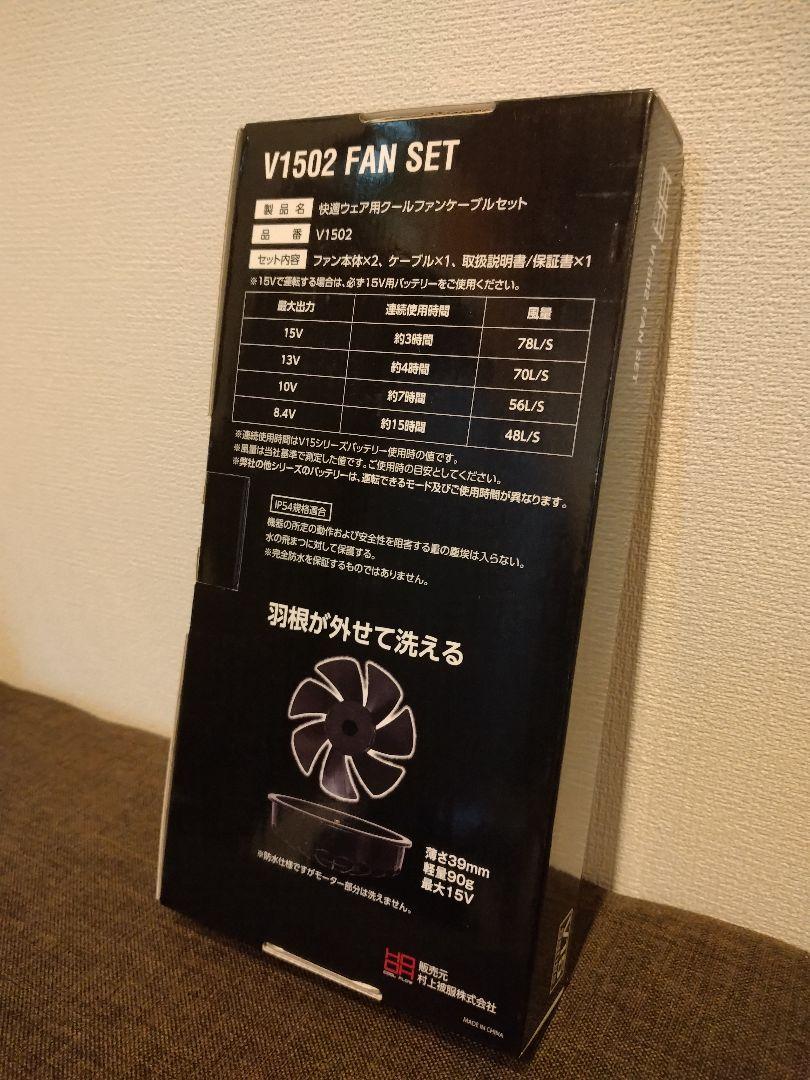 V1502 FAN SET
製品名 快適ウェア用クールファンケーブルセット
品番 V1502
セット内容 ファン本体×2、ケーブル×1、取扱説明書/保証書×1
※15Vで運転する場合は、必ず15V用バッテリーをご使用ください。
最大出力 連続使用時間 風量
15V 約3時間 78L/S
13V 約4時間 70L/S
10V 約7時間 56L/S
8.4V 約15時間 48L/S
※連続使用時間はV15シリーズバッテリー使用時の値です。
※風量は当社基準で測定した値です。ご使用時の目安としてください。
※弊社の他シリーズのバッテリーは、運転できるモード及びご使用時間が異なります。
IP54規格適合
機器の所定の動作および安全性を阻害する量の塵埃は入らない。
水の飛まつに対して保護する。
※完全防水を保証するものではありません。
羽根が外せて洗える
※防水仕様ですがモーター部分は洗えません。
薄さ39mm
軽量90g
最大15V
販売元
村上被服株式会社
MADE IN CHINA
V1502 FAN SET